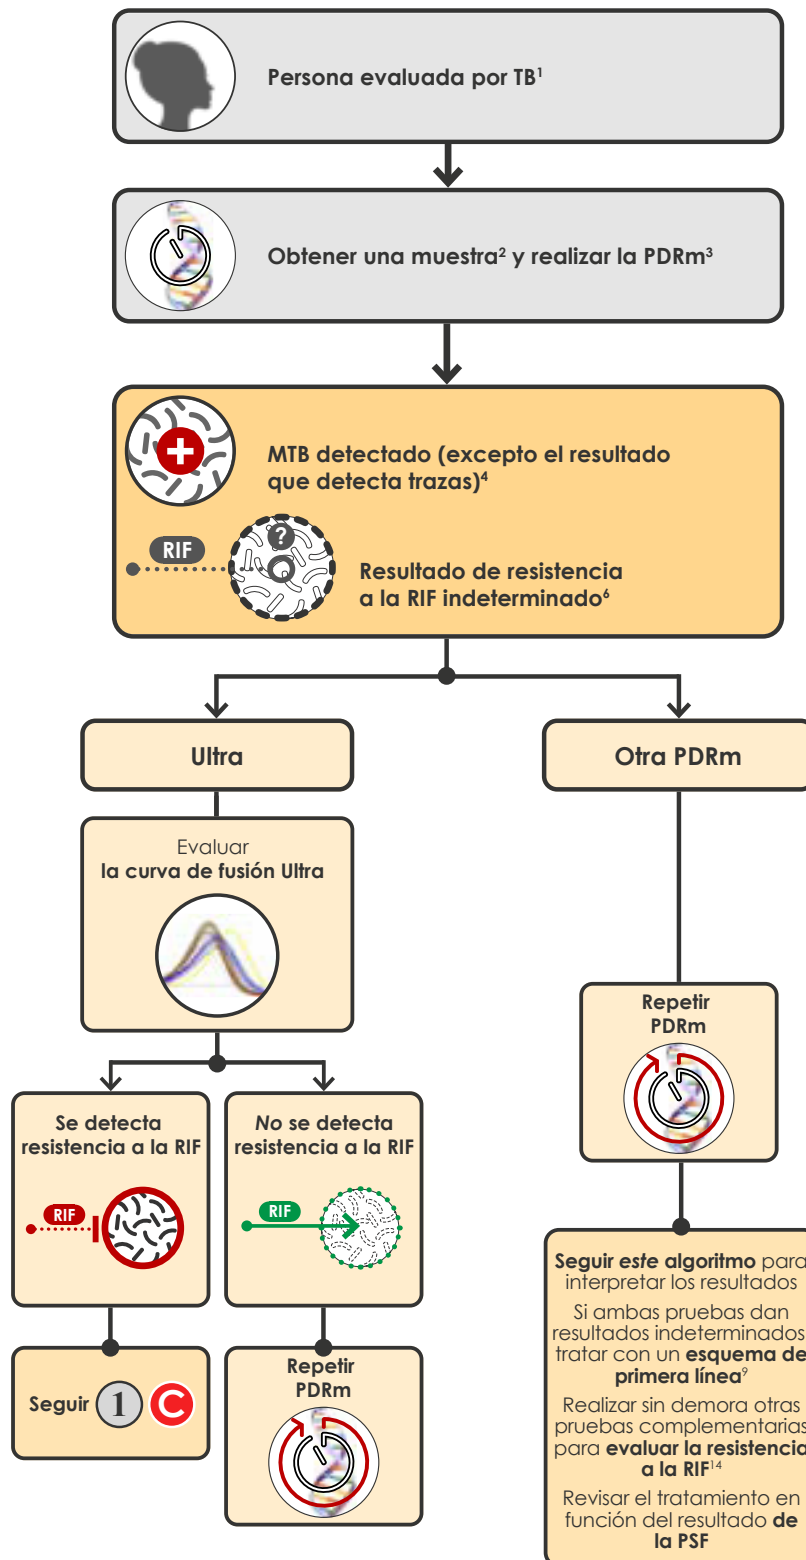 Persona evaluada por TB¹
Obtener una muestra² y realizar la PDRm³
MTB detectado (excepto el resultado
que detecta trazas)⁴
?
RIF
Resultado de resistencia
a la RIF indeterminado⁶
Ultra
Otra PDRm
Evaluar
la curva de fusión Ultra
Se detecta
resistencia a la RIF
RIF
No se detecta
resistencia a la RIF
RIF
Repetir
PDRm
Seguir 1 C
Repetir
PDRm
Seguir este algoritmo para
interpretar los resultados
Si ambas pruebas dan
resultados indeterminados
tratar con un esquema de
primera línea⁹
Realizar sin demora otras
pruebas complementarias
para evaluar la resistencia
a la RIF¹⁴
Revisar el tratamiento en
función del resultado de
la PSF